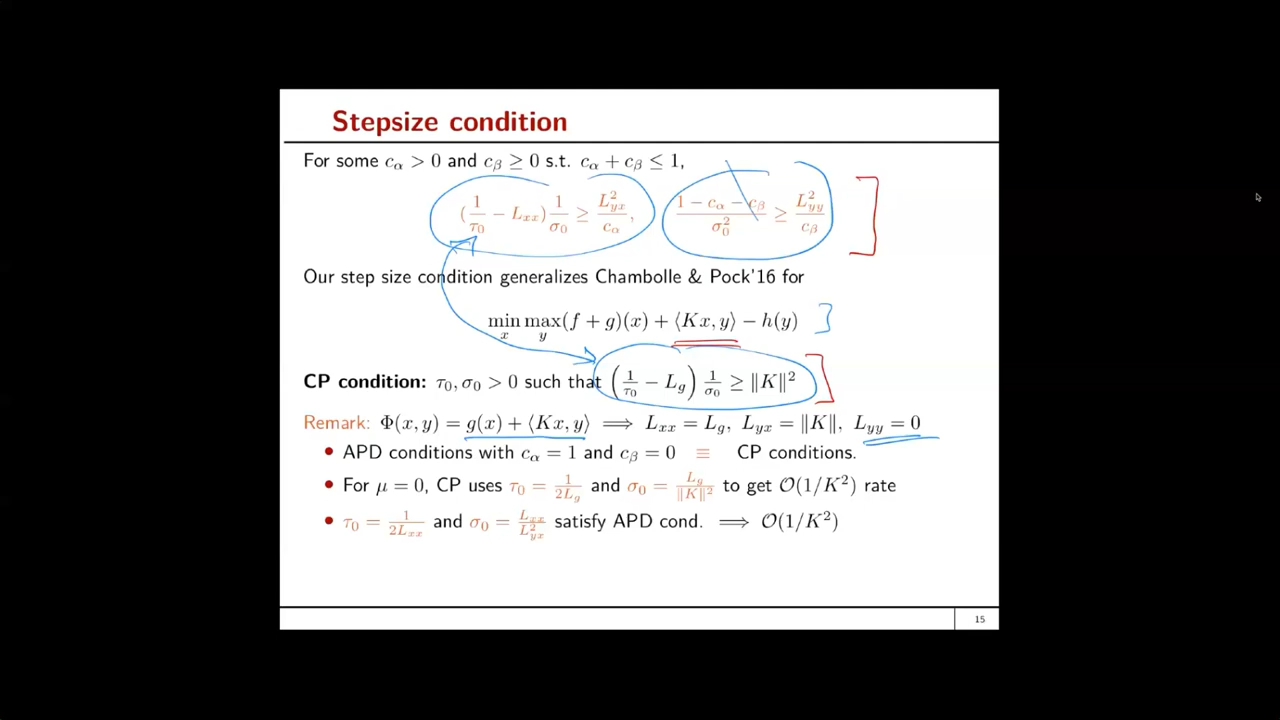 Stepsize condition
For some $c_\alpha > 0$ and $c_\beta \geq 0$ s.t. $c_\alpha + c_\beta \leq 1$,
$(\frac{1}{\tau_0} - L_{xx})\frac{1}{\sigma_0} \geq \frac{L_{yx}^2}{c_\alpha}, \quad \frac{1 - c_\alpha - c_\beta}{\sigma_0^2} \geq \frac{L_{yy}^2}{c_\beta}$
Our step size condition generalizes Chambolle & Pock'16 for
$\min_x \max_y (f + g)(x) + \langle Kx, y \rangle - h(y)$
CP condition: $\tau_0, \sigma_0 > 0$ such that $\left(\frac{1}{\tau_0} - L_g\right)\frac{1}{\sigma_0} \geq \|K\|^2$
Remark: $\Phi(x, y) = g(x) + \langle Kx, y \rangle \implies L_{xx} = L_g,\ L_{yx} = \|K\|,\ L_{yy} = 0$
• APD conditions with $c_\alpha = 1$ and $c_\beta = 0$ $\equiv$ CP conditions.
• For $\mu = 0$, CP uses $\tau_0 = \frac{1}{2L_g}$ and $\sigma_0 = \frac{L_g}{\|K\|^2}$ to get $\mathcal{O}(1/K^2)$ rate
• $\tau_0 = \frac{1}{2L_{xx}}$ and $\sigma_0 = \frac{L_{xx}}{L_{yx}^2}$ satisfy APD cond. $\implies \mathcal{O}(1/K^2)$
15